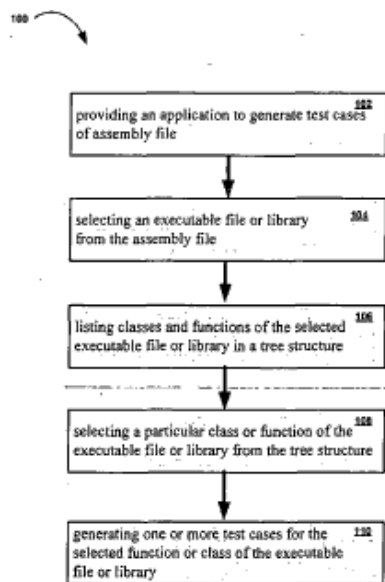 100
102
providing an application to generate test cases
of assembly file
selecting an executable file or library
104
from the assembly file
106
listing classes and functions of the selected
executable file or library in a tree structure
108
selecting a particular class or function of the
executable file or library from the tree structure
generating one or more test cases for the
110
selected function or class of the executable
file or library